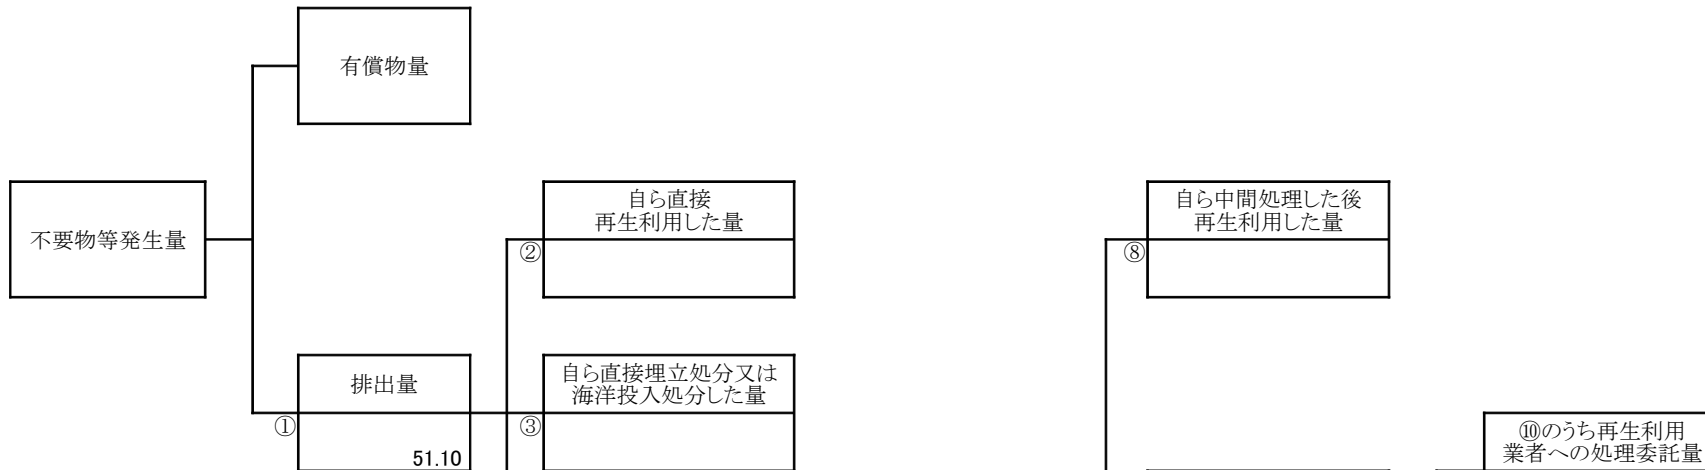 有償物量
不要物等発生量
自ら直接
再生利用した量
②
自ら中間処理した後
再生利用した量
⑧
排出量
①
51.10
自ら直接埋立処分又は
海洋投入処分した量
③
⑩のうち再生利用
業者への処理委託量